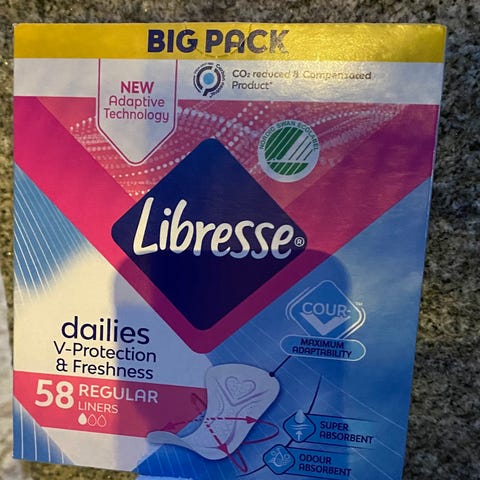 BIG PACK
CO₂ reduced & Compensated
Product*
NEW
Adaptive
Technology
NORDIC SWAN ECOLABEL
Libresse®
COUR-V™
MAXIMUM
ADAPTABILITY
dailies
V-Protection
& Freshness
58 REGULAR
LINERS
SUPER
ABSORBENT
ODOUR
ABSORBENT